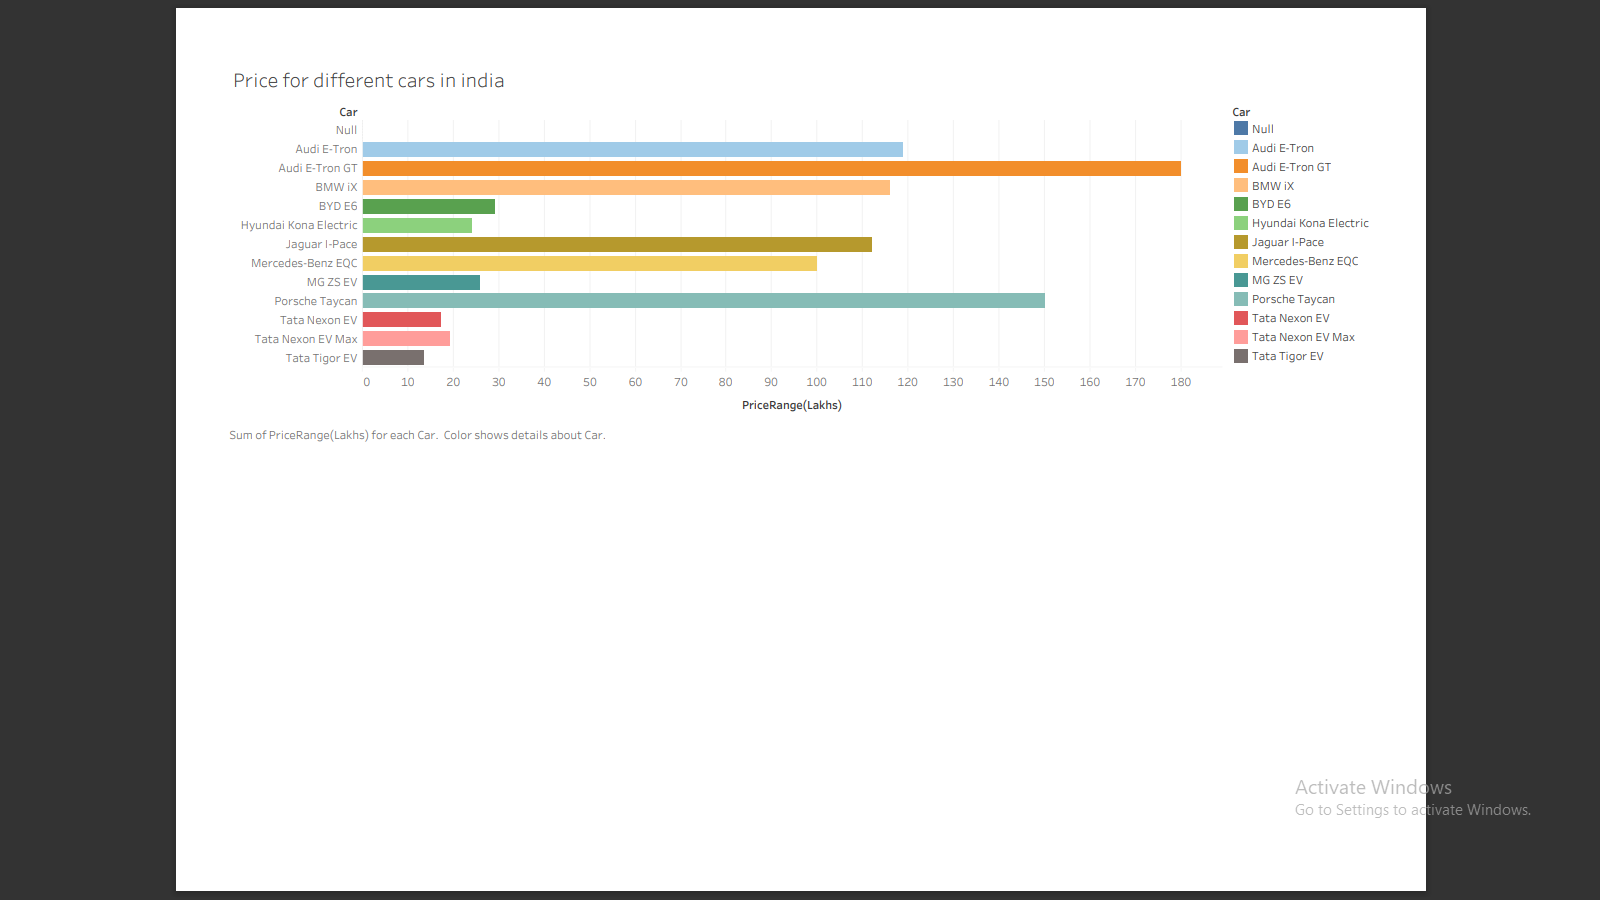 Price for different cars in india
Car
Null
Audi E-Tron
Audi E-Tron GT
BMW iX
BYD E6
Hyundai Kona Electric
Jaguar I-Pace
Mercedes-Benz EQC
MG ZS EV
Porsche Taycan
Tata Nexon EV
Tata Nexon EV Max
Tata Tigor EV
0 10 20 30 40 50 60 70 80 90 100 110 120 130 140 150 160 170 180
PriceRange(Lakhs)
Car
Null
Audi E-Tron
Audi E-Tron GT
BMW iX
BYD E6
Hyundai Kona Electric
Jaguar I-Pace
Mercedes-Benz EQC
MG ZS EV
Porsche Taycan
Tata Nexon EV
Tata Nexon EV Max
Tata Tigor EV
Sum of PriceRange(Lakhs) for each Car.  Color shows details about Car.
Activate Windows
Go to Settings to activate Windows.